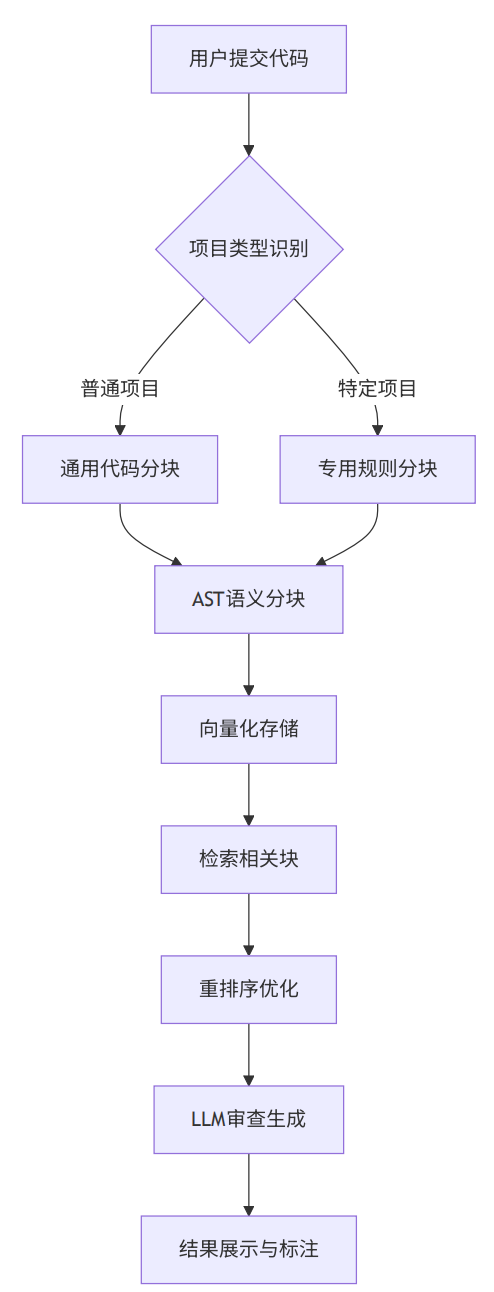 用户提交代码
项目类型识别
普通项目
特定项目
通用代码分块
专用规则分块
AST语义分块
向量化存储
检索相关块
重排序优化
LLM审查生成
结果展示与标注